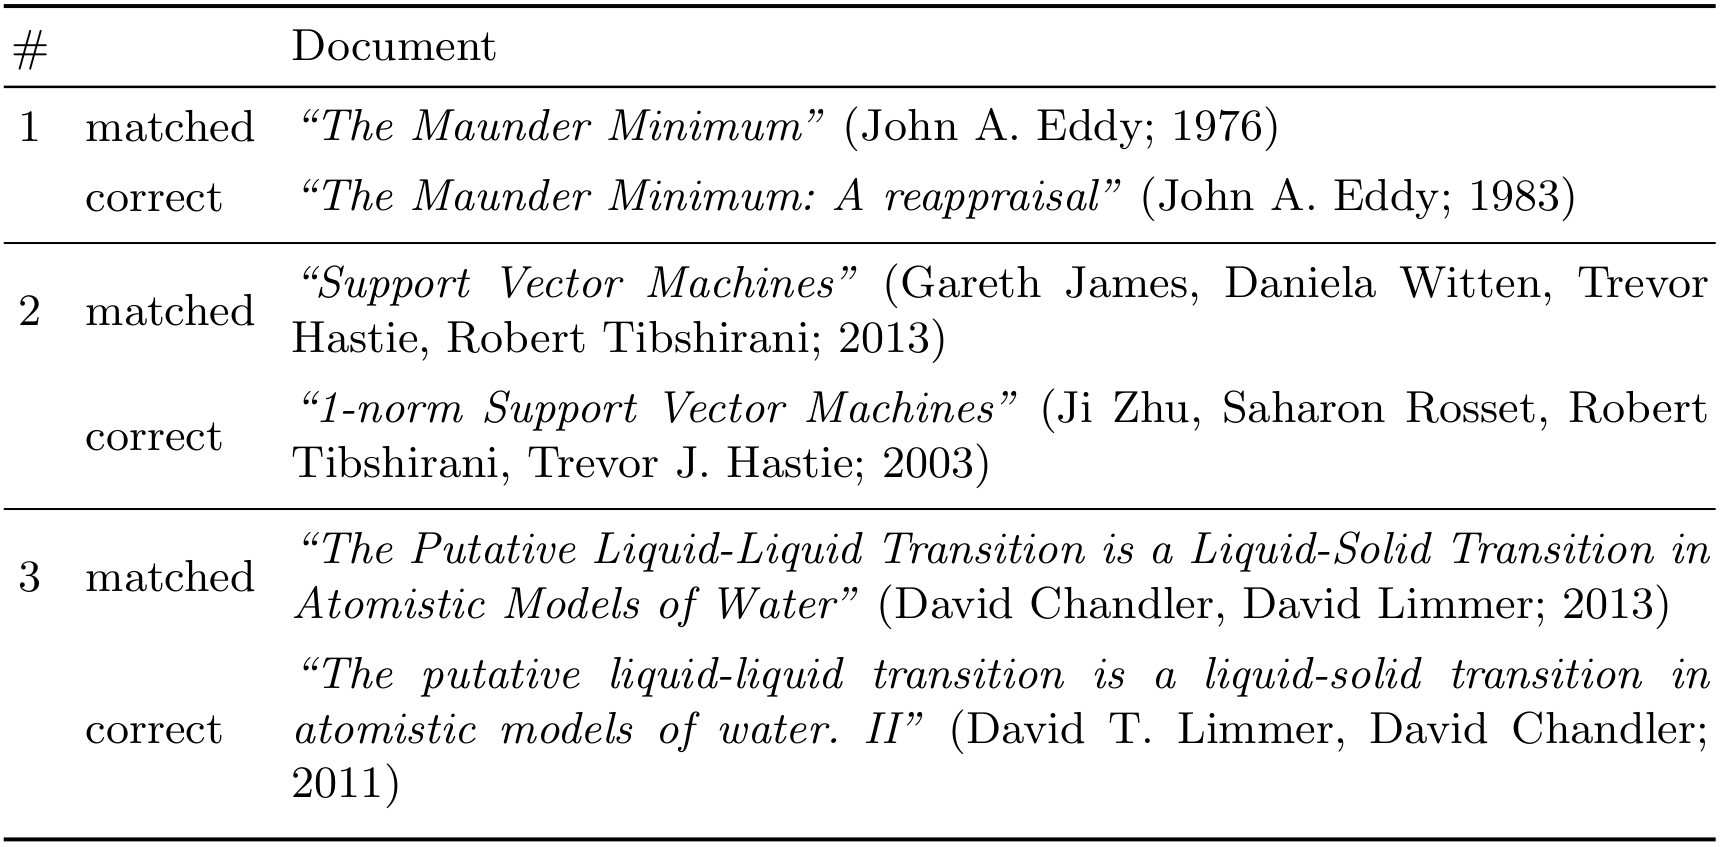 # Document
1 matched “The Maunder Minimum” (John A. Eddy; 1976)
correct “The Maunder Minimum: A reappraisal” (John A. Eddy; 1983)
“Support Vector Machines” (Gareth James, Daniela Witten, Trevor
2 matched
Hastie, Robert Tibshirani; 2013)
“1-norm Support Vector Machines” (Ji Zhu, Saharon Rosset, Robert
correct
Tibshirani, Trevor J. Hastie; 2003)
“The Putative Liquid-Liquid Transition is a Liquid-Solid Transition in
3 matched
Atomistic Models of Water” (David Chandler, David Limmer; 2013)
“The putative liquid-liquid transition is a liquid-solid transition in
correct atomistic models of water. II” (David T. Limmer, David Chandler;
2011)